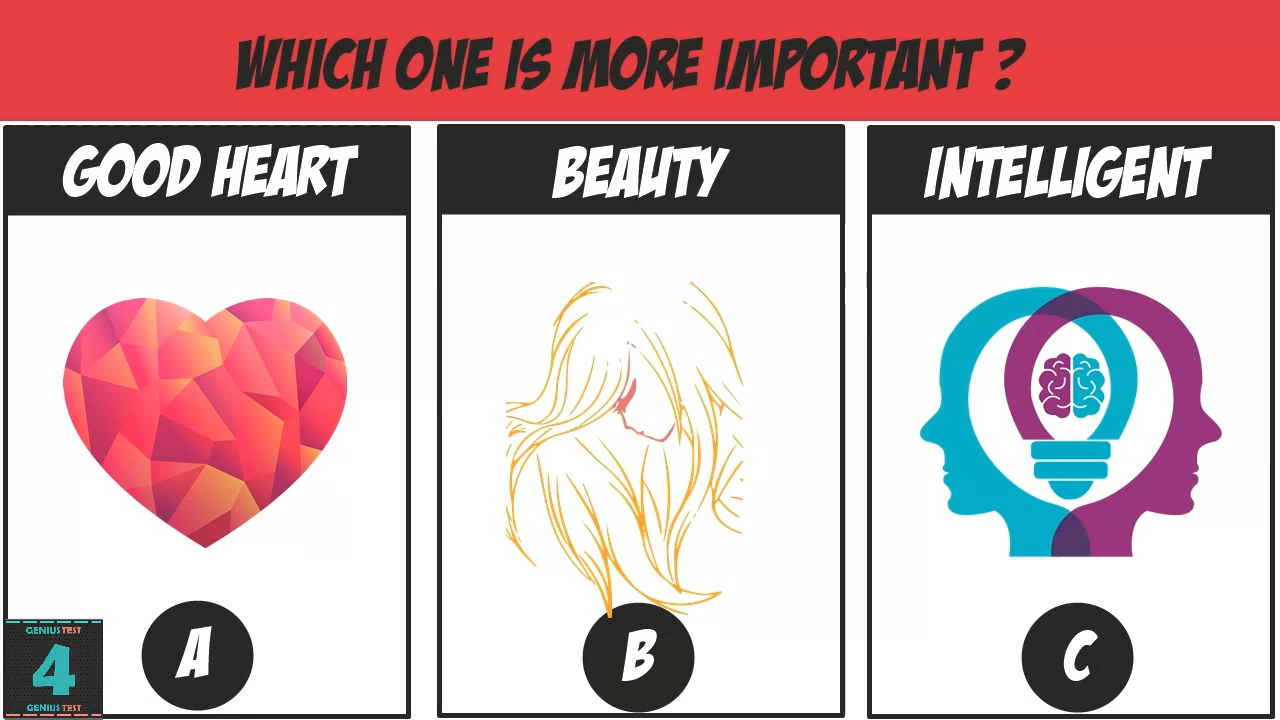 WHICH ONE IS MORE IMPORTANT ?
GOOD HEART
BEAUTY
INTELLIGENT
A
B
C
GENIUS TEST
4
GENIUS TEST